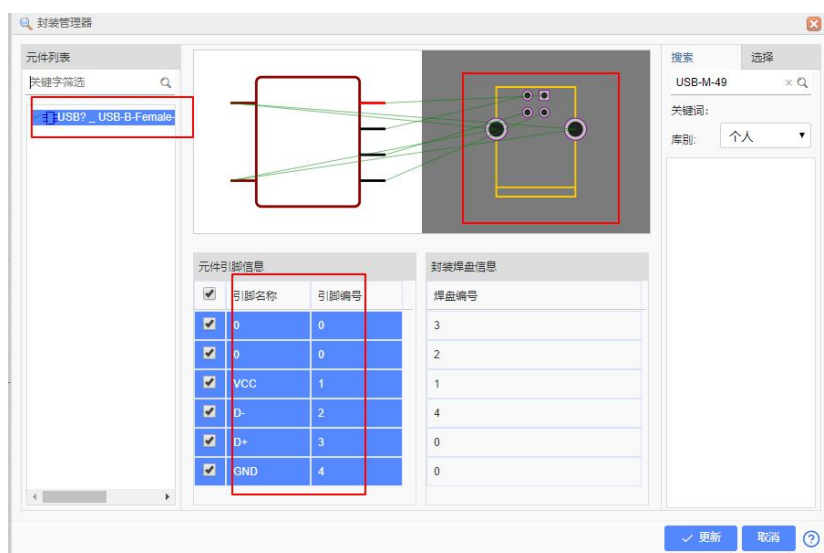 封装管理器
元件列表
关键字筛选
USB? _ USB-B-Female-
元件引脚信息
引脚名称 引脚编号
0 0
0 0
VCC 1
D- 2
D+ 3
GND 4
封装焊盘信息
焊盘编号
3
2
1
4
0
0
搜索 选择
USB-M-49 ×
关键词:
库别: 个人
更新 取消 ?